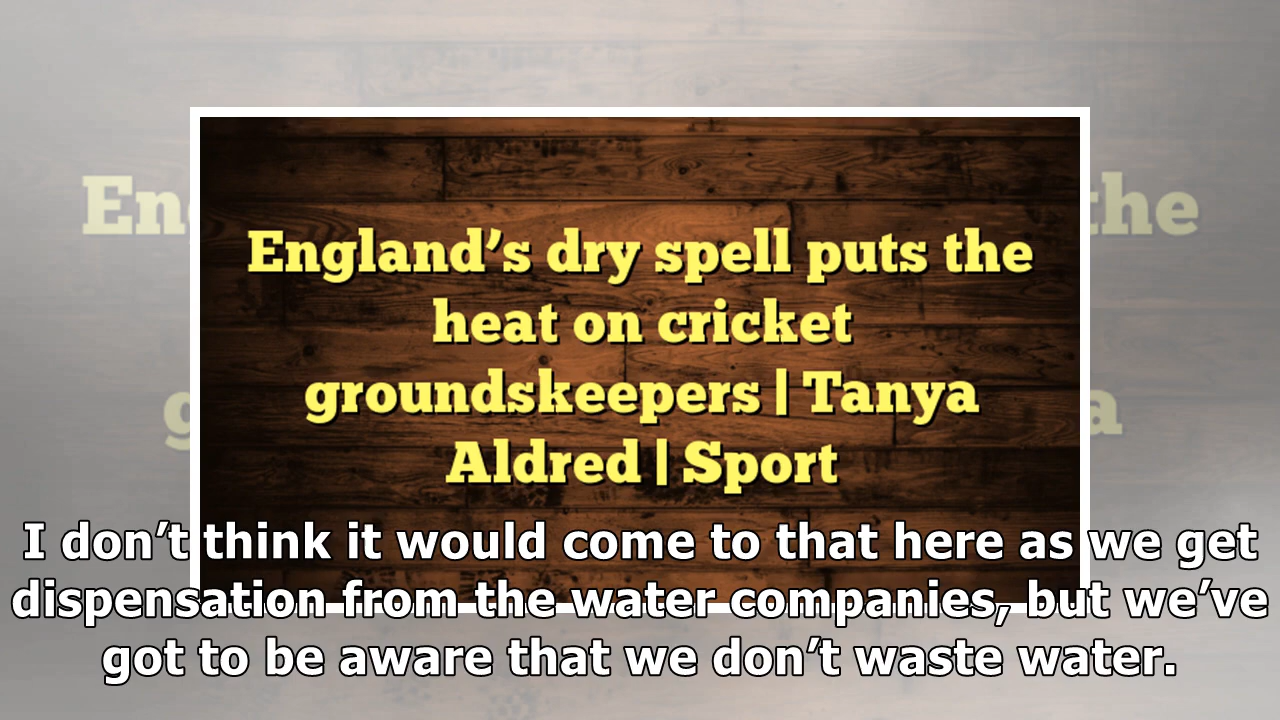 England’s dry spell puts the
heat on cricket
groundskeepers | Tanya
Aldred | Sport
I don’t think it would come to that here as we get
dispensation from the water companies, but we’ve
got to be aware that we don’t waste water.